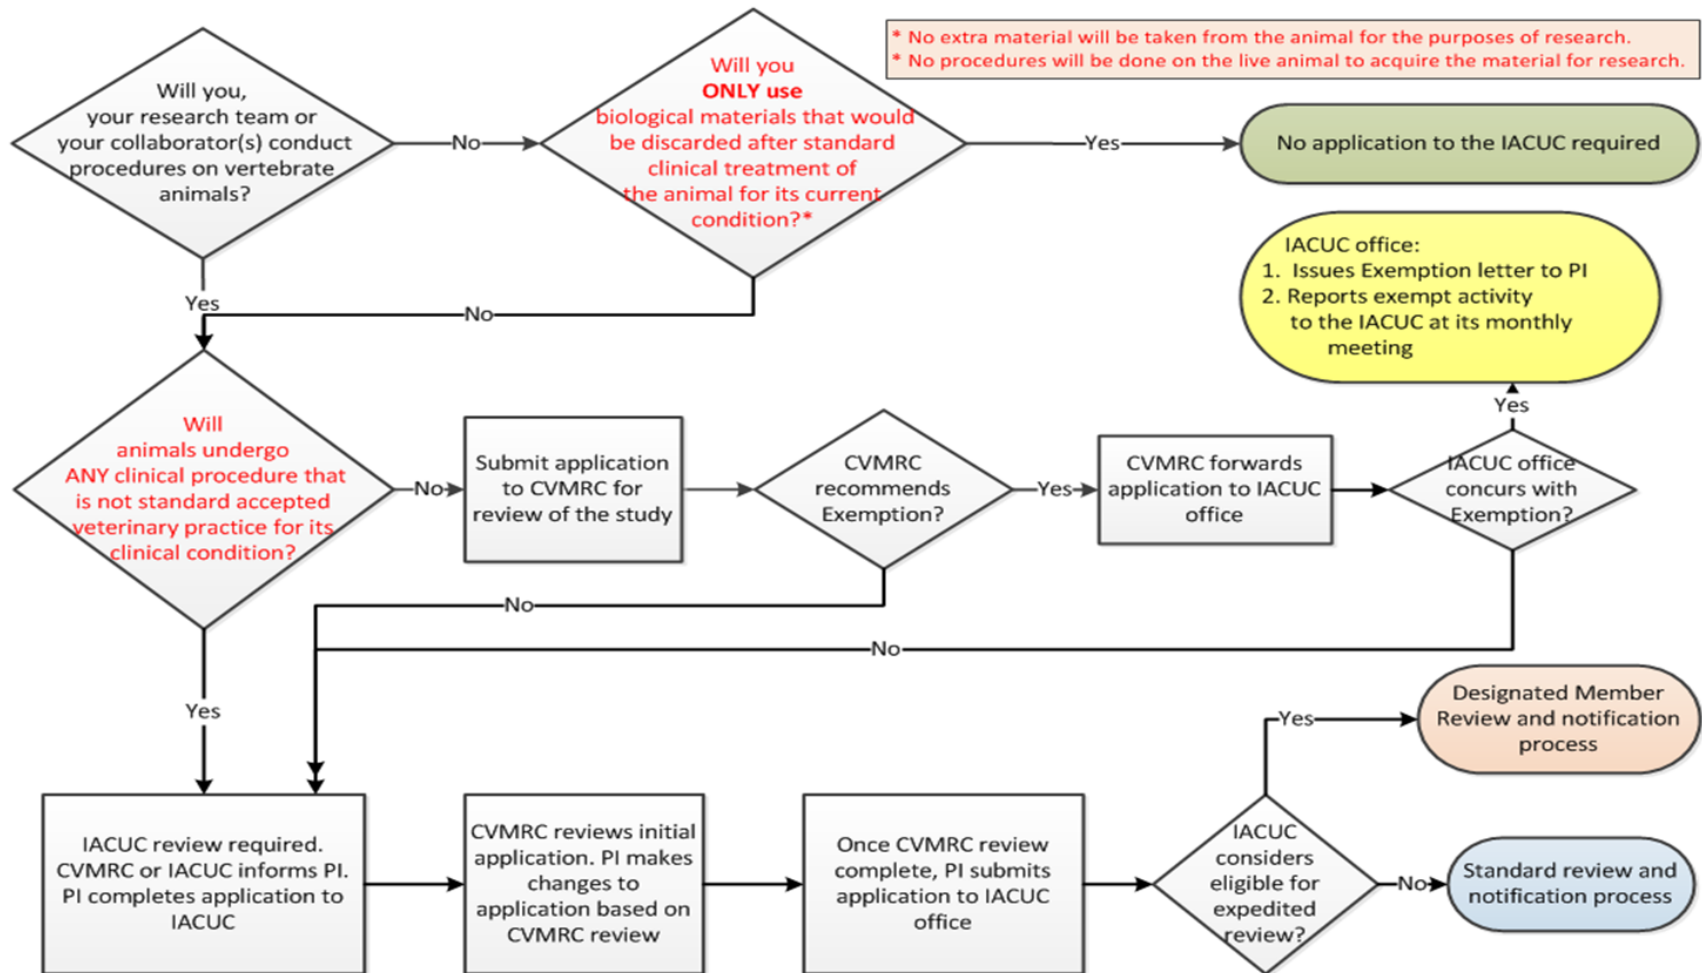 * No extra material will be taken from the animal for the purposes of research.
* No procedures will be done on the live animal to acquire the material for research.
Will you,
your research team or
your collaborator(s) conduct
procedures on vertebrate
animals?
No
Will you
ONLY use
biological materials that would
be discarded after standard
clinical treatment of
the animal for its current
condition?*
Yes
No application to the IACUC required
Yes
No
IACUC office:
1. Issues Exemption letter to PI
2. Reports exempt activity
to the IACUC at its monthly
meeting
Yes
Will
animals undergo
ANY clinical procedure that
is not standard accepted
veterinary practice for its
clinical condition?
No
Submit application
to CVMRC for
review of the study
CVMRC
recommends
Exemption?
Yes
CVMRC forwards
application to IACUC
office
IACUC office
concurs with
Exemption?
No
No
Yes
Yes
Designated Member
Review and notification
process
IACUC review required.
CVMRC or IACUC informs PI.
PI completes application to
IACUC
CVMRC reviews initial
application. PI makes
changes to
application based on
CVMRC review
Once CVMRC review
complete, PI submits
application to IACUC
office
IACUC
considers
eligible for
expedited
review?
No
Standard review and
notification process